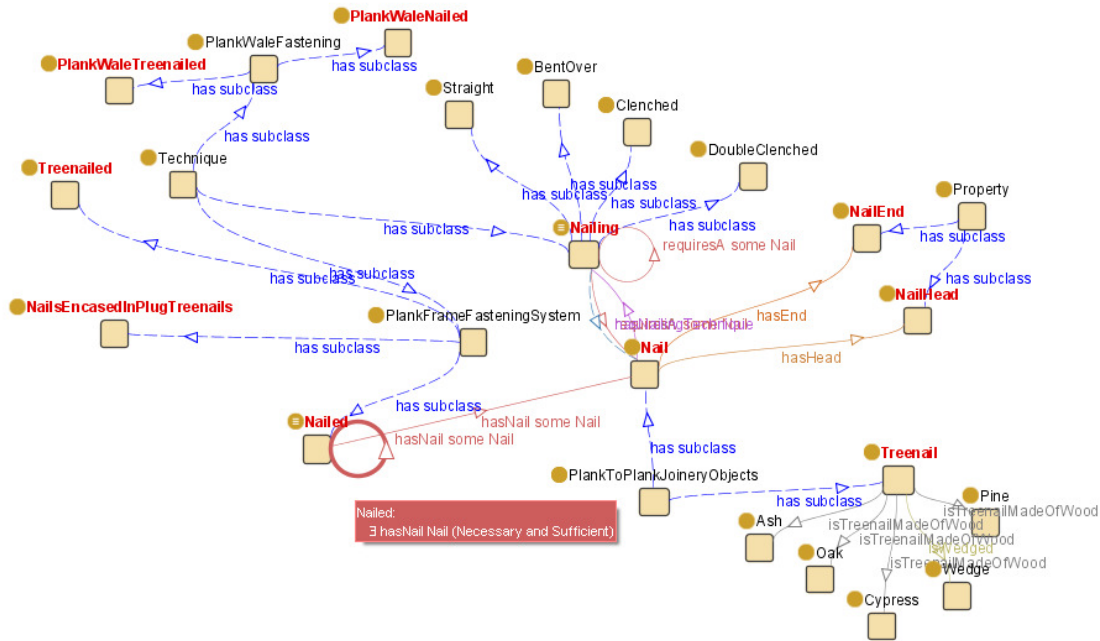 PlankWaleNailed
PlankWaleFastening
has subclass
PlankWaleTreenailed
has subclass
BentOver
Straight
Clenched
has subclass
DoubleClenched
Treenailed
Technique
has subclass
has subclass
has subclass
Property
NailEnd
Nailing
has subclass
has subclass
has subclass
requiresA some Nail
has subclass
has subclass
has subclass
NailHead
NailsEncasedInPlugTreenails
PlankFrameFasteningSystem
hasEnd
has subclass
Nail
hasHead
has subclass
Nailed
hasNail some Nail
hasNail some Nail
has subclass
Treenail
PlankToPlankJoineryObjects
has subclass
Pine
isTreenailMadeOfWood
Nailed:
∃ hasNail Nail (Necessary and Sufficient)
Ash
isTreenailMadeOfWood
isTreenailMadeOfWood
Oak
isWedged
isTreenailMadeOfWood
Wedge
Cypress